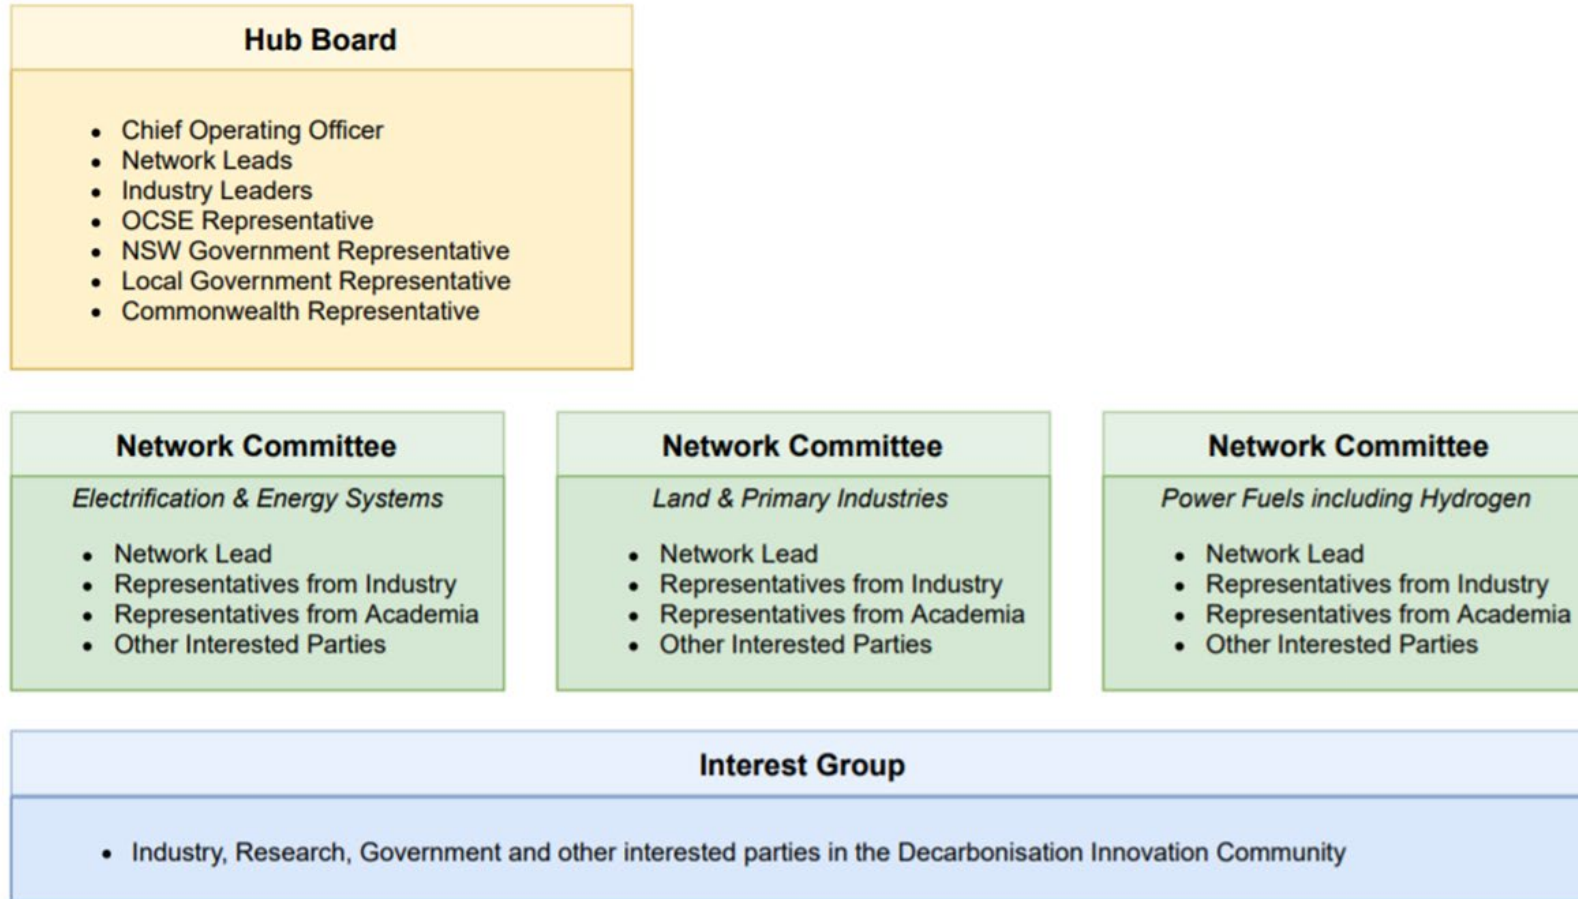 Hub Board
• Chief Operating Officer
• Network Leads
• Industry Leaders
• OCSE Representative
• NSW Government Representative
• Local Government Representative
• Commonwealth Representative
Network Committee
Electrification & Energy Systems
• Network Lead
• Representatives from Industry
• Representatives from Academia
• Other Interested Parties
Network Committee
Land & Primary Industries
• Network Lead
• Representatives from Industry
• Representatives from Academia
• Other Interested Parties
Network Committee
Power Fuels including Hydrogen
• Network Lead
• Representatives from Industry
• Representatives from Academia
• Other Interested Parties
Interest Group
• Industry, Research, Government and other interested parties in the Decarbonisation Innovation Community